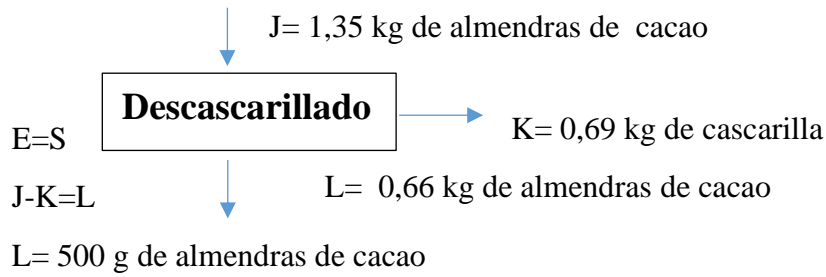 J= 1,35 kg de almendras de cacao
Descascarillado
E=S
K= 0,69 kg de cascarilla
J-K=L
L= 0,66 kg de almendras de cacao
L= 500 g de almendras de cacao